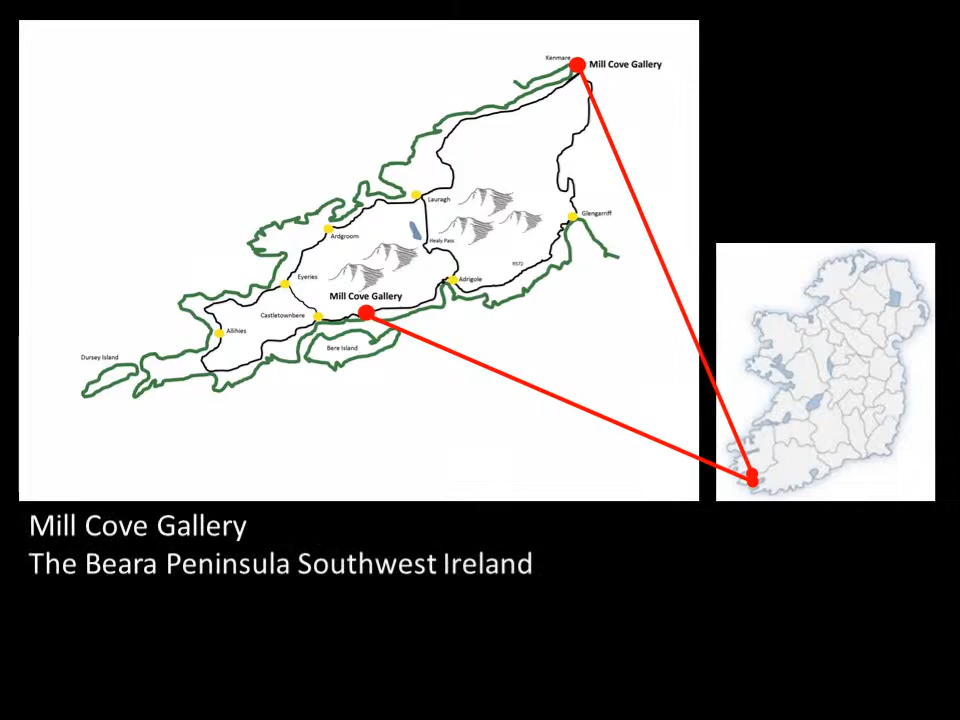 Kenmare
Mill Cove Gallery
Lauragh
Glengarriff
Ardgroom
Healy Pass
R572
Eyeries
Adrigole
Mill Cove Gallery
Castletownbere
Allihies
Bere Island
Dursey Island
Mill Cove Gallery
The Beara Peninsula Southwest Ireland